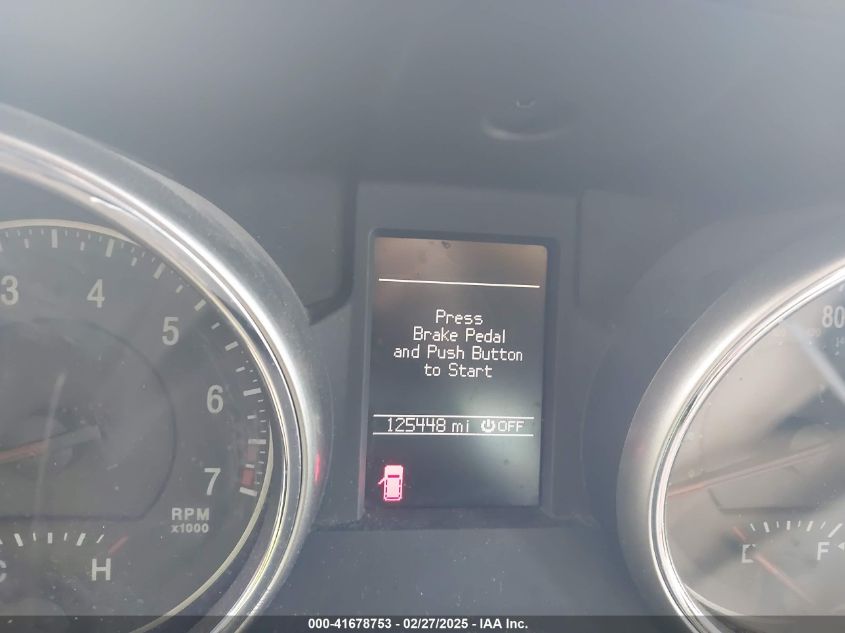 3 4 5 6 7
RPM
x1000
C H
Press
Brake Pedal
and Push Button
to Start
125448 mi OFF
80
E F
000-41678753 - 02/27/2025 - IAA Inc.